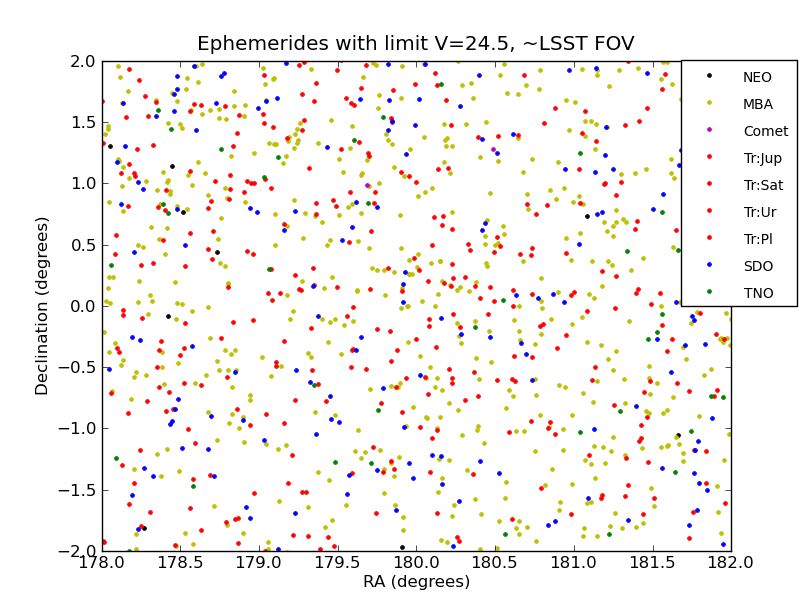 Ephemerides with limit V=24.5, ~LSST FOV
2.0
1.5
1.0
0.5
0.0
−0.5
−1.0
−1.5
−2.0
Declination (degrees)
178.0 178.5 179.0 179.5 180.0 180.5 181.0 181.5 182.0
RA (degrees)
NEO
MBA
Comet
Tr:Jup
Tr:Sat
Tr:Ur
Tr:Pl
SDO
TNO